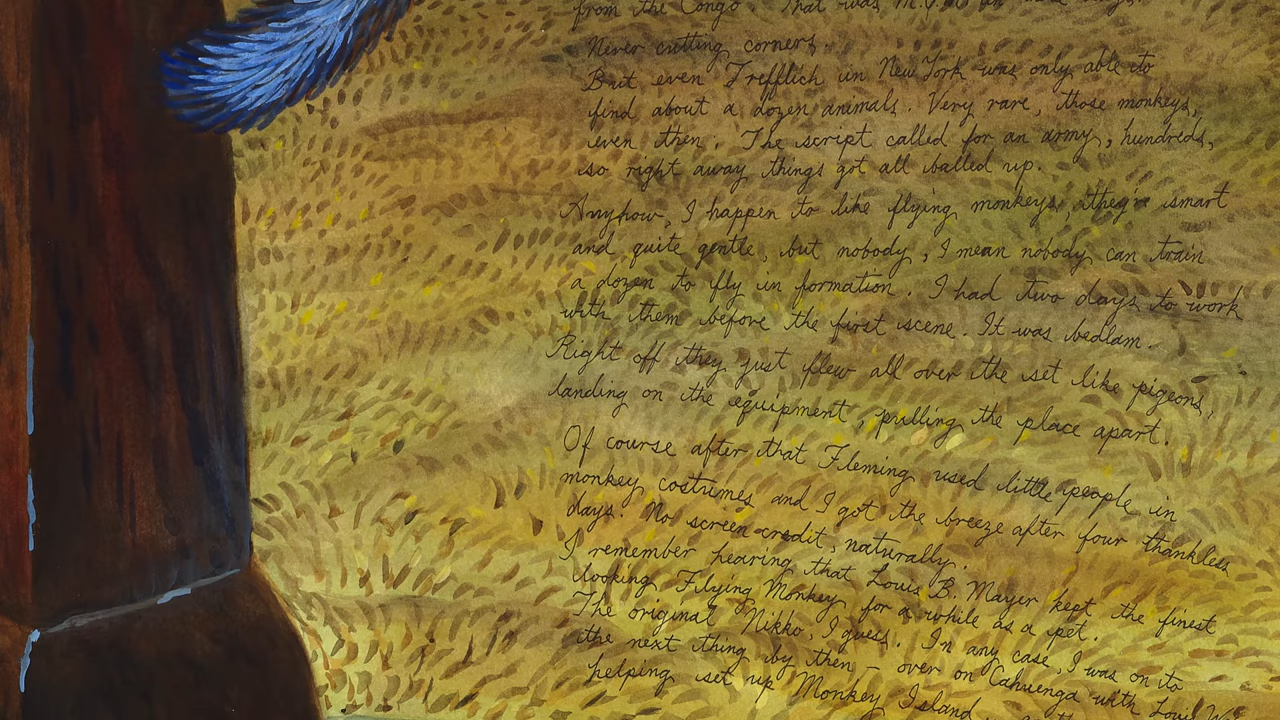 from the Congo. That was M.G.M. an
Never cutting corners.
But even Trefflich in New York was only able to
find about a dozen animals. Very rare, those monkeys,
even then. The script called for an army, hundreds,
so right away things got all balled up.
Anyhow, I happen to like flying monkeys, they're smart
and quite gentle, but nobody, I mean nobody can train
a dozen to fly in formation. I had two days to work
with them before the first scene. It was bedlam.
Right off they just flew all over the set like pigeons,
landing on the equipment, pulling the place apart.
Of course after that Fleming used little people in
monkey costumes and I got the breeze after four thankless
days. No screen credit, naturally.
I remember hearing that Louis B. Mayer kept the finest
looking Flying Monkey for a while as a pet.
The original Nikko, I guess. In any case, I was on to
the next thing by then – over on Cahuenga with Louis
helping set up Monkey Island